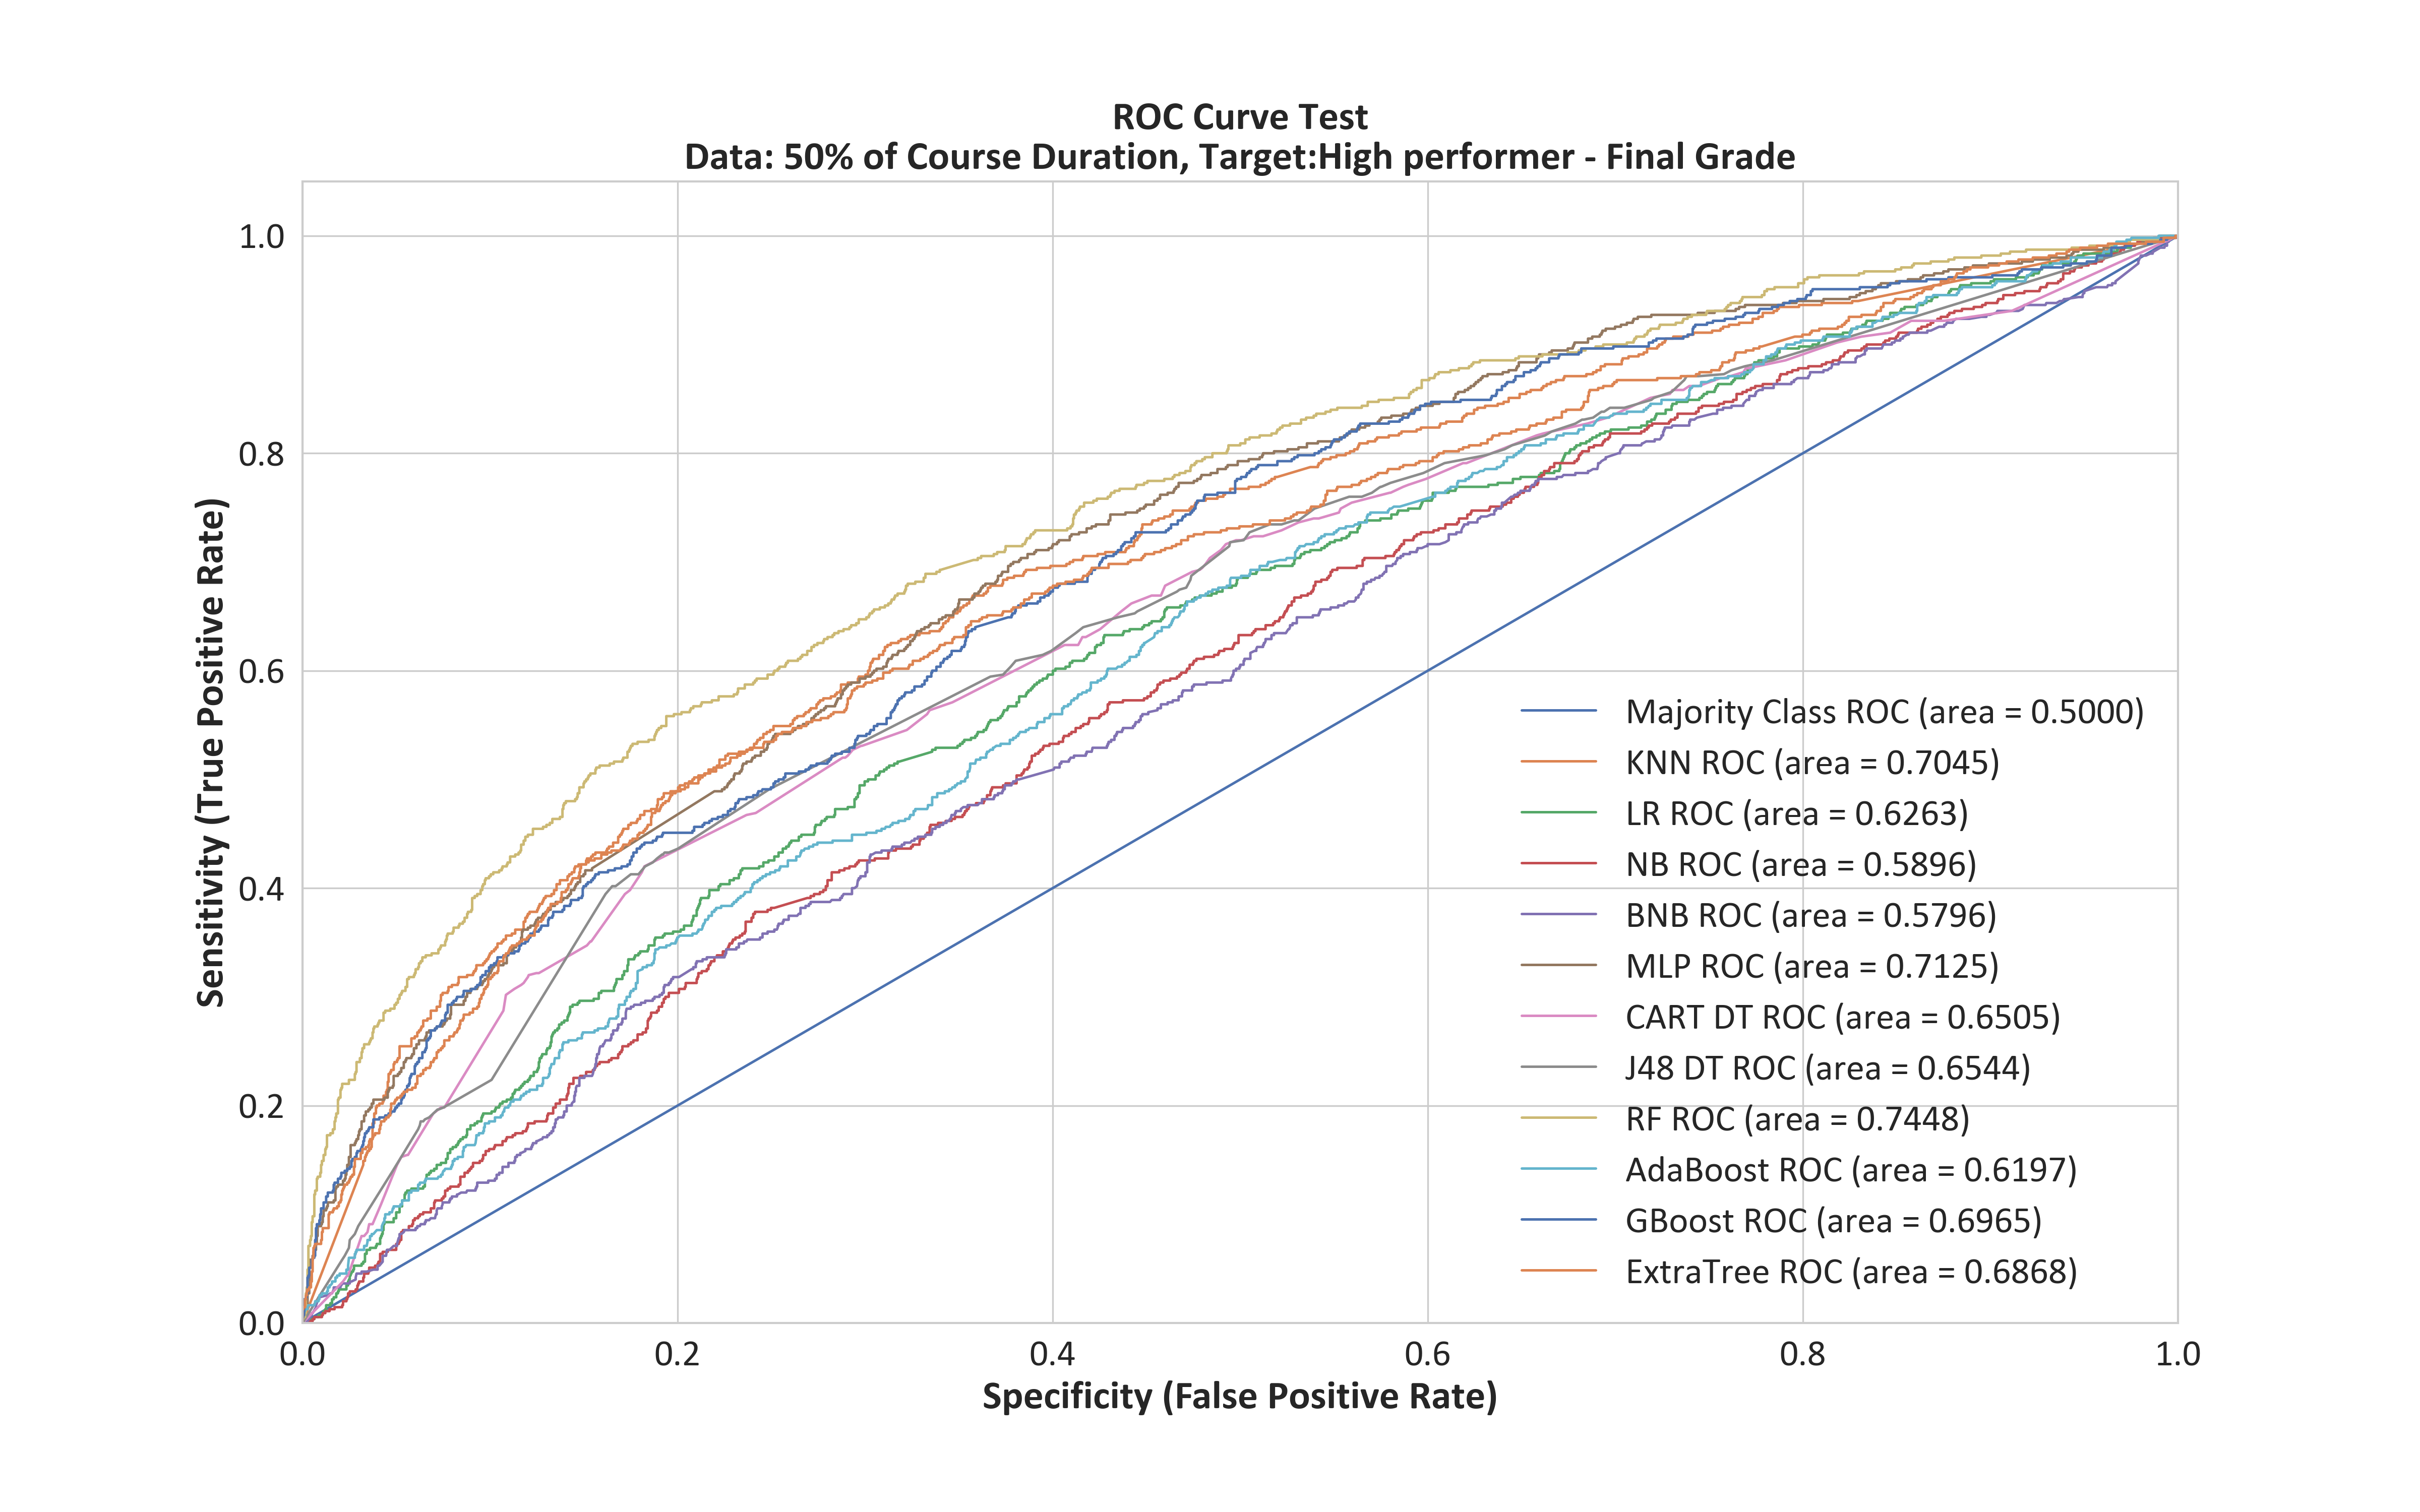 ROC Curve Test
Data: 50% of Course Duration, Target:High performer - Final Grade
1.0
0.8
0.6
0.4
0.2
0.0
Sensitivity (True Positive Rate)
Majority Class ROC (area = 0.5000)
KNN ROC (area = 0.7045)
LR ROC (area = 0.6263)
NB ROC (area = 0.5896)
BNB ROC (area = 0.5796)
MLP ROC (area = 0.7125)
CART DT ROC (area = 0.6505)
J48 DT ROC (area = 0.6544)
RF ROC (area = 0.7448)
AdaBoost ROC (area = 0.6197)
GBoost ROC (area = 0.6965)
ExtraTree ROC (area = 0.6868)
0.0 0.2 0.4 0.6 0.8 1.0
Specificity (False Positive Rate)